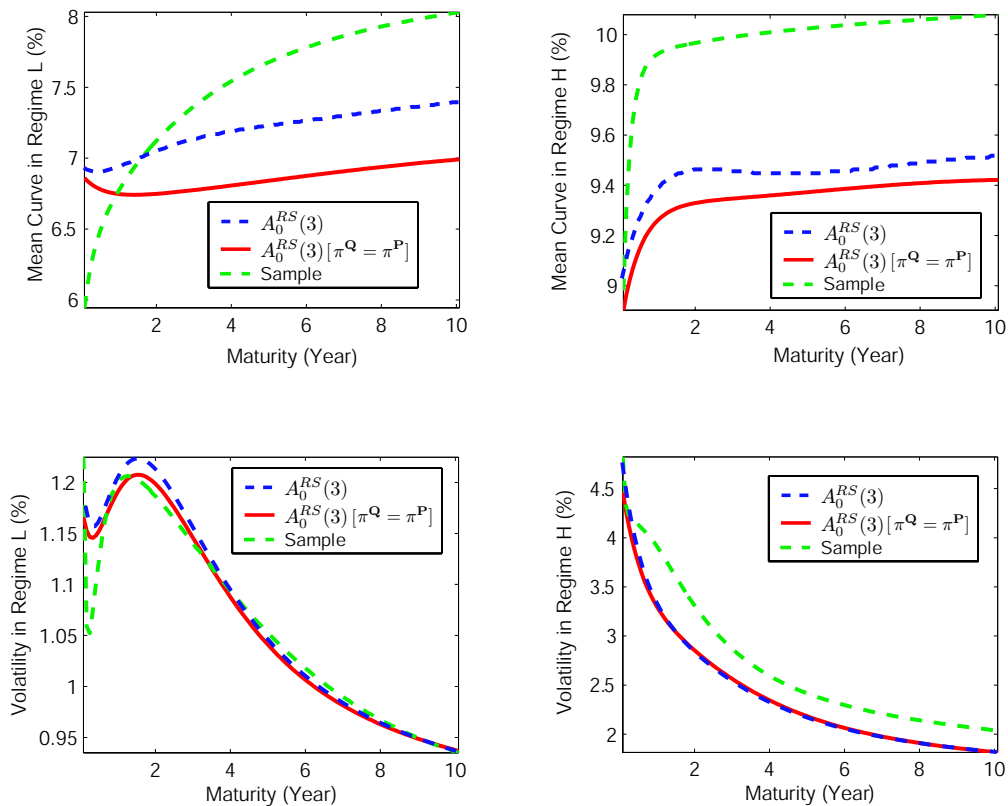 Mean Curve in Regime L (%)
8
7.5
7
6.5
6
2
4
6
8
10
Maturity (Year)
A_0^{RS}(3)
A_0^{RS}(3) [π^Q = π^P]
Sample
Mean Curve in Regime H (%)
10
9.8
9.6
9.4
9.2
9
2
4
6
8
10
Maturity (Year)
A_0^{RS}(3)
A_0^{RS}(3) [π^Q = π^P]
Sample
Volatility in Regime L (%)
1.2
1.15
1.1
1.05
1
0.95
2
4
6
8
10
Maturity (Year)
A_0^{RS}(3)
A_0^{RS}(3) [π^Q = π^P]
Sample
Volatility in Regime H (%)
4.5
4
3.5
3
2.5
2
2
4
6
8
10
Maturity (Year)
A_0^{RS}(3)
A_0^{RS}(3) [π^Q = π^P]
Sample